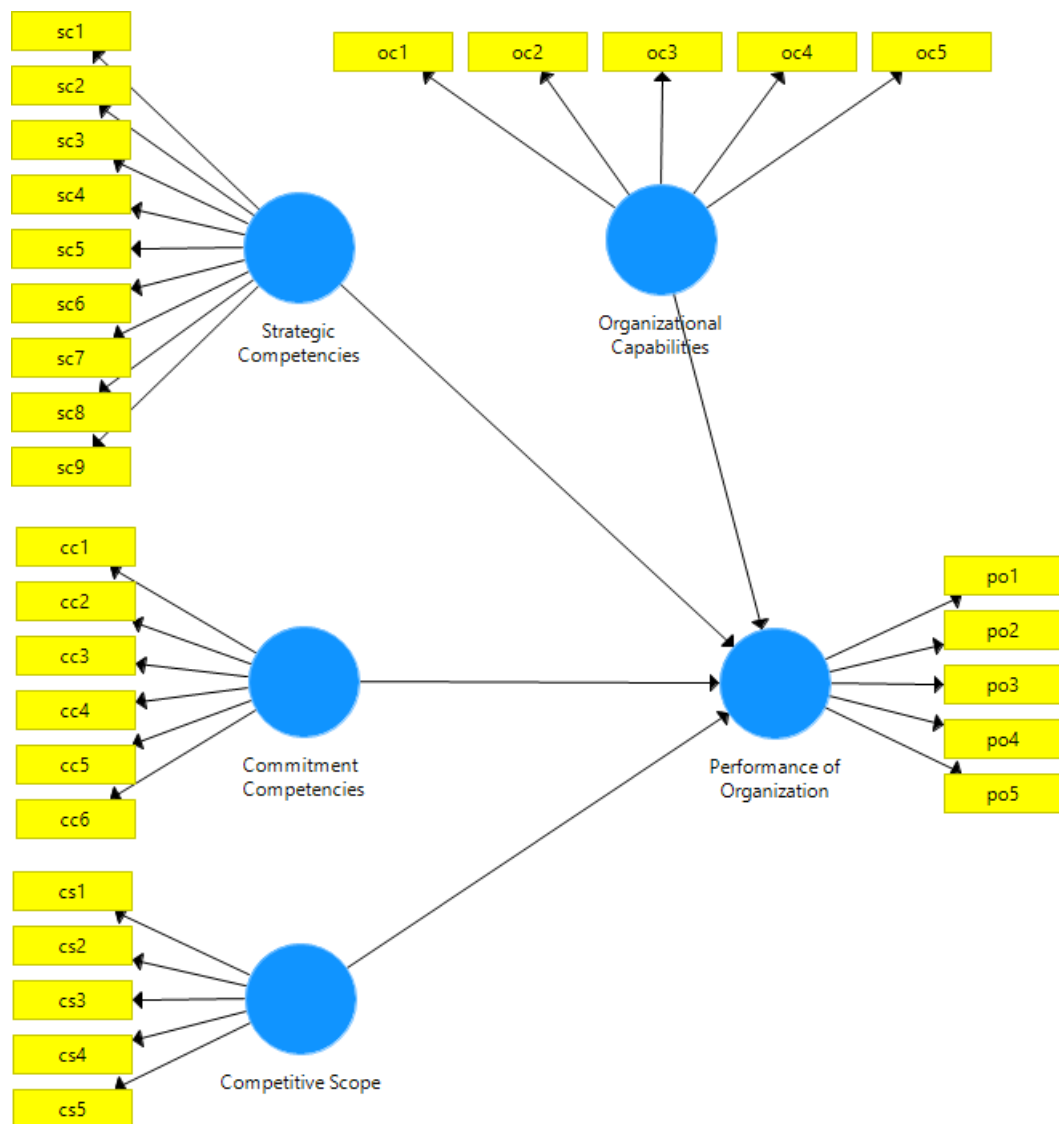 sc1
sc2
sc3
sc4
sc5
sc6
sc7
sc8
sc9
Strategic
Competencies
oc1
oc2
oc3
oc4
oc5
Organizational
Capabilities
cc1
cc2
cc3
cc4
cc5
cc6
Commitment
Competencies
po1
po2
po3
po4
po5
Performance of
Organization
cs1
cs2
cs3
cs4
cs5
Competitive Scope